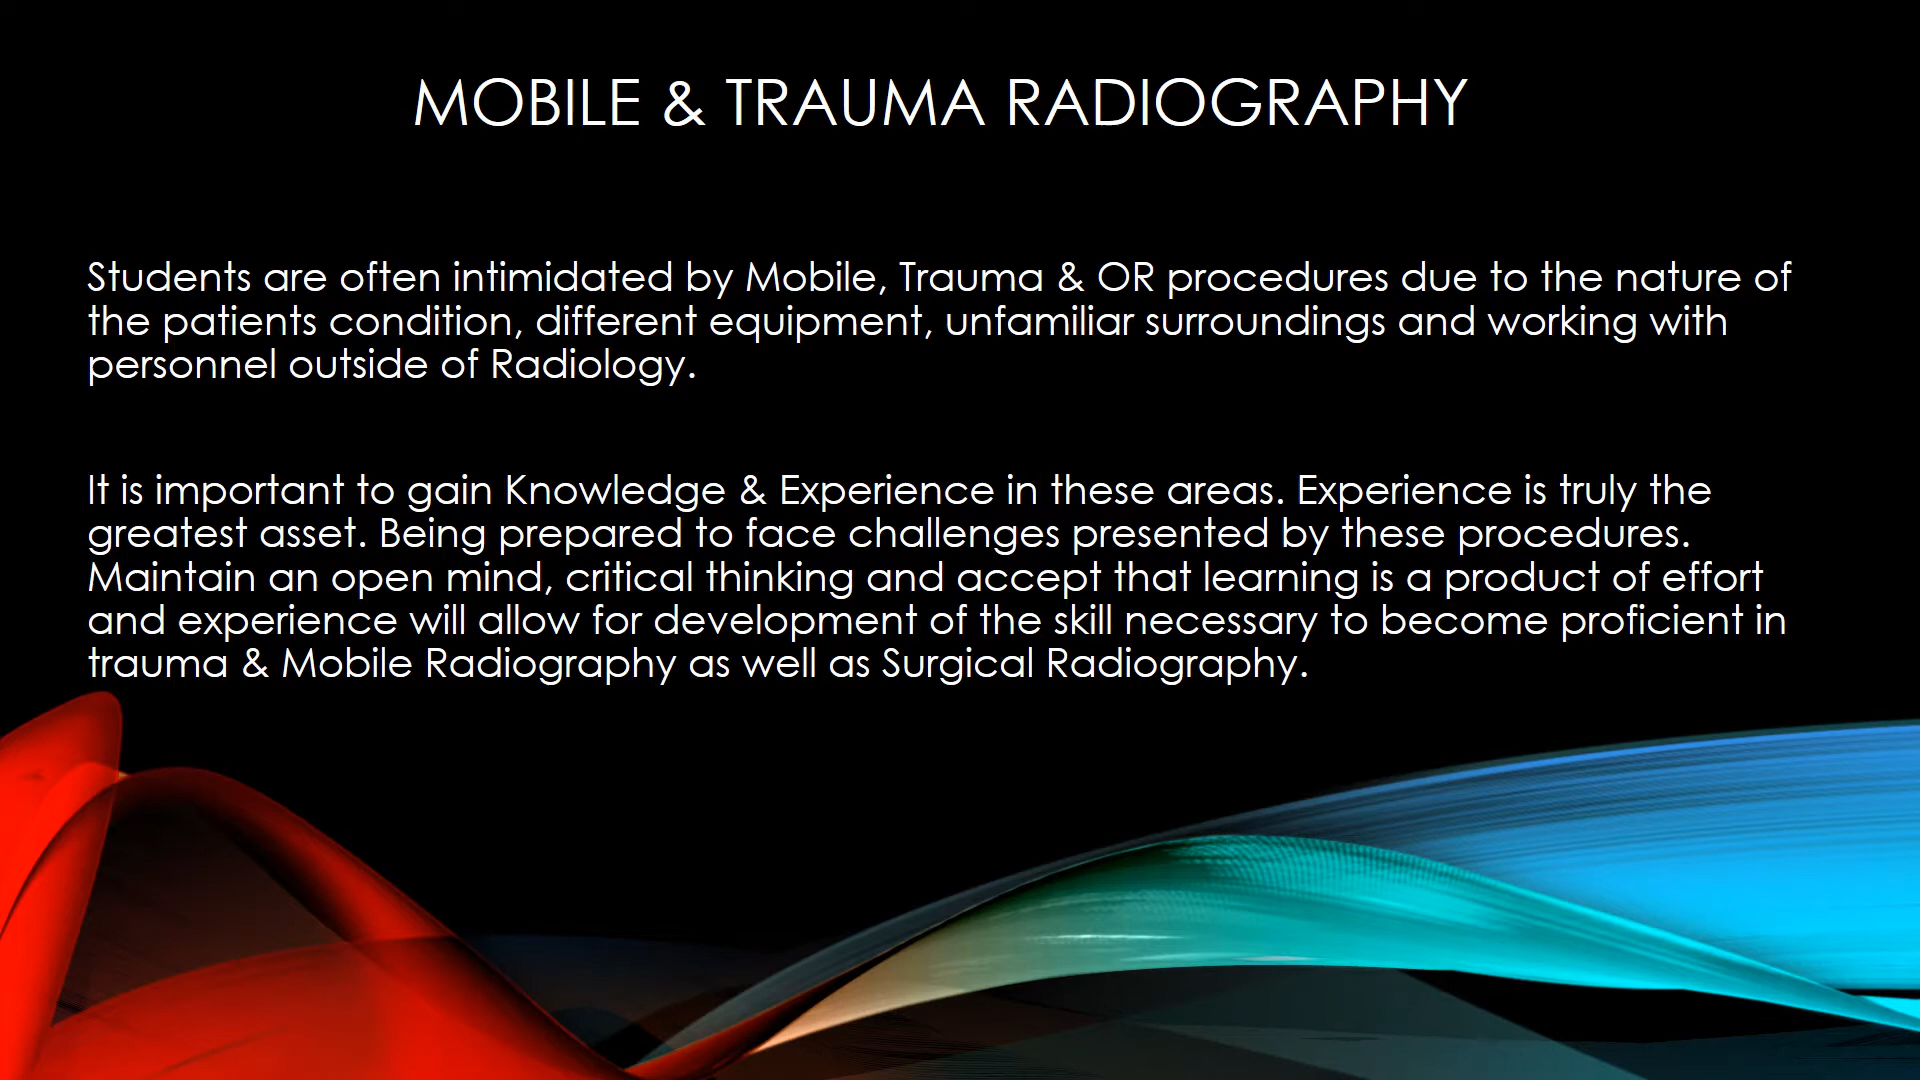 MOBILE & TRAUMA RADIOGRAPHY
Students are often intimidated by Mobile, Trauma & OR procedures due to the nature of
the patients condition, different equipment, unfamiliar surroundings and working with
personnel outside of Radiology.
It is important to gain Knowledge & Experience in these areas. Experience is truly the
greatest asset. Being prepared to face challenges presented by these procedures.
Maintain an open mind, critical thinking and accept that learning is a product of effort
and experience will allow for development of the skill necessary to become proficient in
trauma & Mobile Radiography as well as Surgical Radiography.